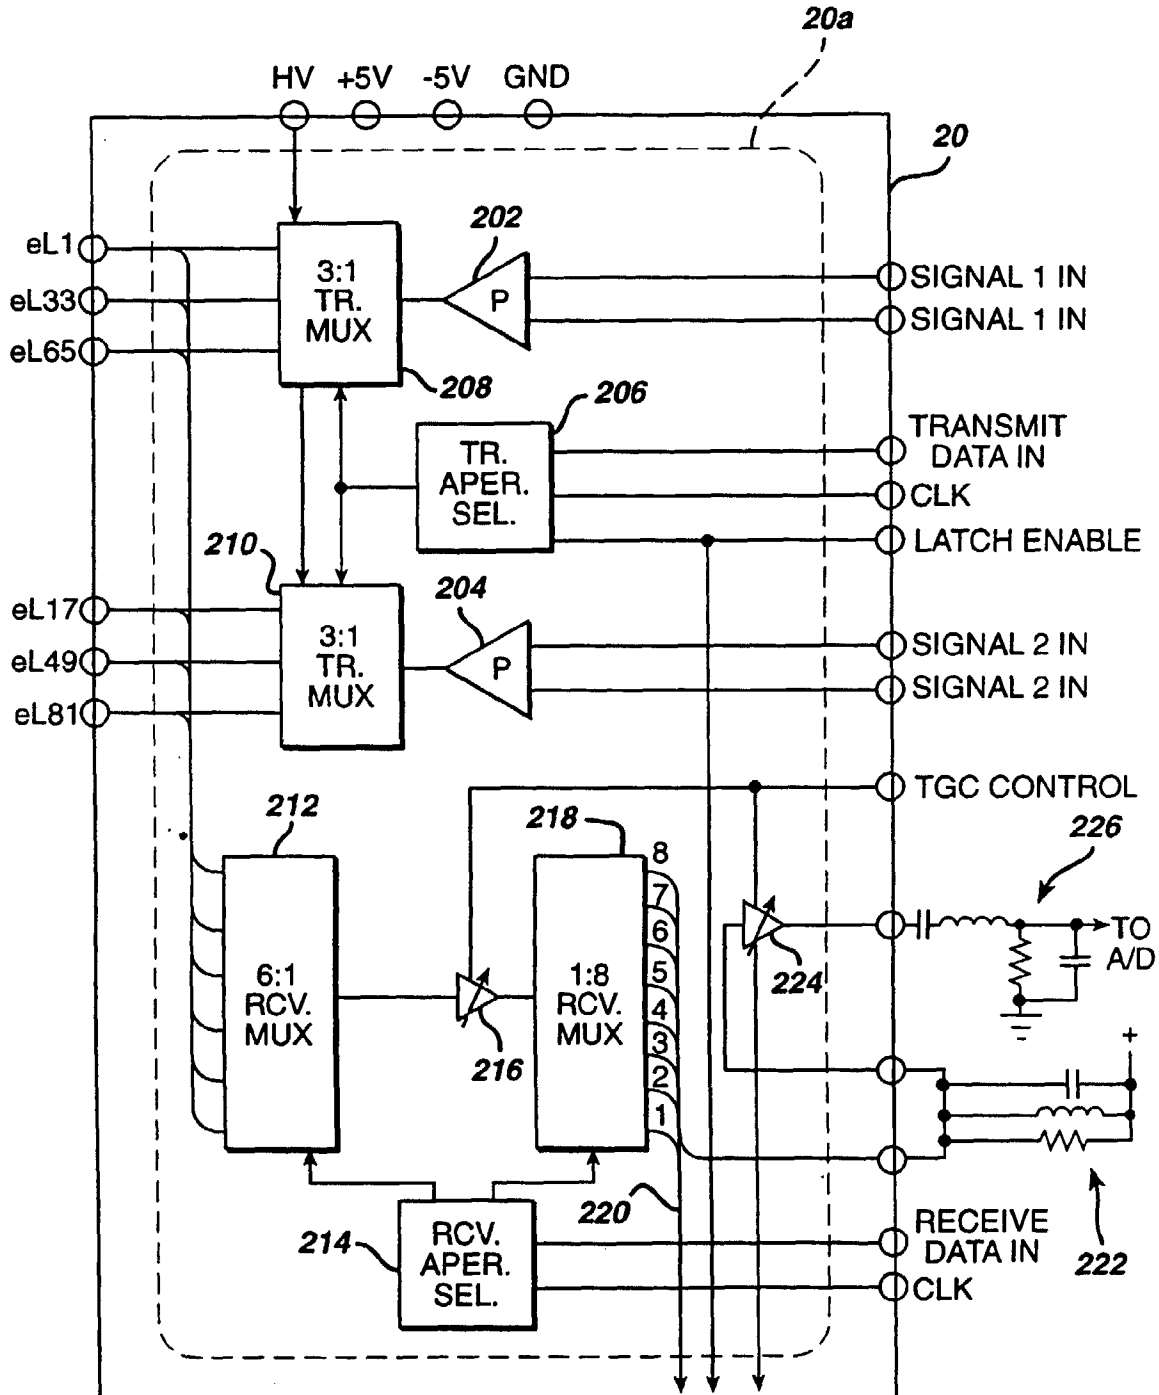 20a
HV +5V -5V GND
20
eL1
eL33
eL65
3:1
TR.
MUX
202
P
SIGNAL 1 IN
SIGNAL 1 IN
208
206
TR.
APER.
SEL.
TRANSMIT
DATA IN
CLK
LATCH ENABLE
210
eL17
eL49
eL81
3:1
TR.
MUX
204
P
SIGNAL 2 IN
SIGNAL 2 IN
TGC CONTROL
212
218
226
6:1
RCV.
MUX
216
1:8
RCV.
MUX
8
7
6
5
4
3
2
1
224
TO
A/D
+
222
220
214
RCV.
APER.
SEL.
RECEIVE
DATA IN
CLK